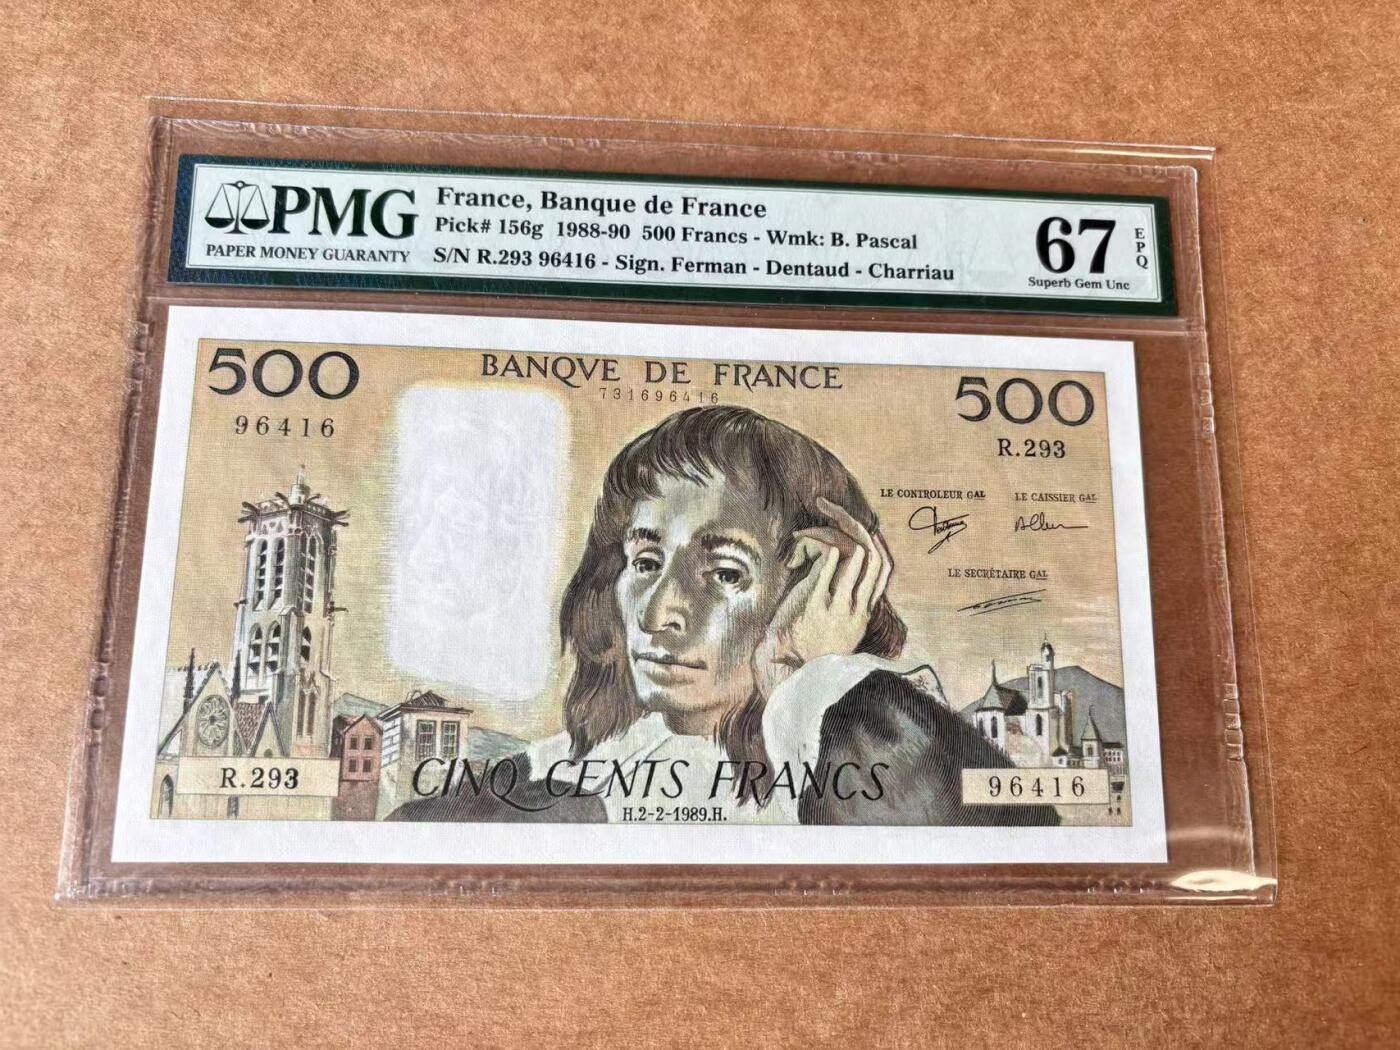 PMG
PAPER MONEY GUARANTY
France, Banque de France
Pick# 156g 1988-90 500 Francs - Wmk: B. Pascal
S/N R.293 96416 - Sign. Ferman - Dentaud - Charriau
67
EPQ
Superb Gem Unc
500
BANQVE DE FRANCE
500
731696416
96416
R.293
LE CONTROLEUR GAL
LE CAISSIER GAL
LE SECRÉTAIRE GAL
R.293
CINQ CENTS FRANCS
96416
H.2-2-1989.H.